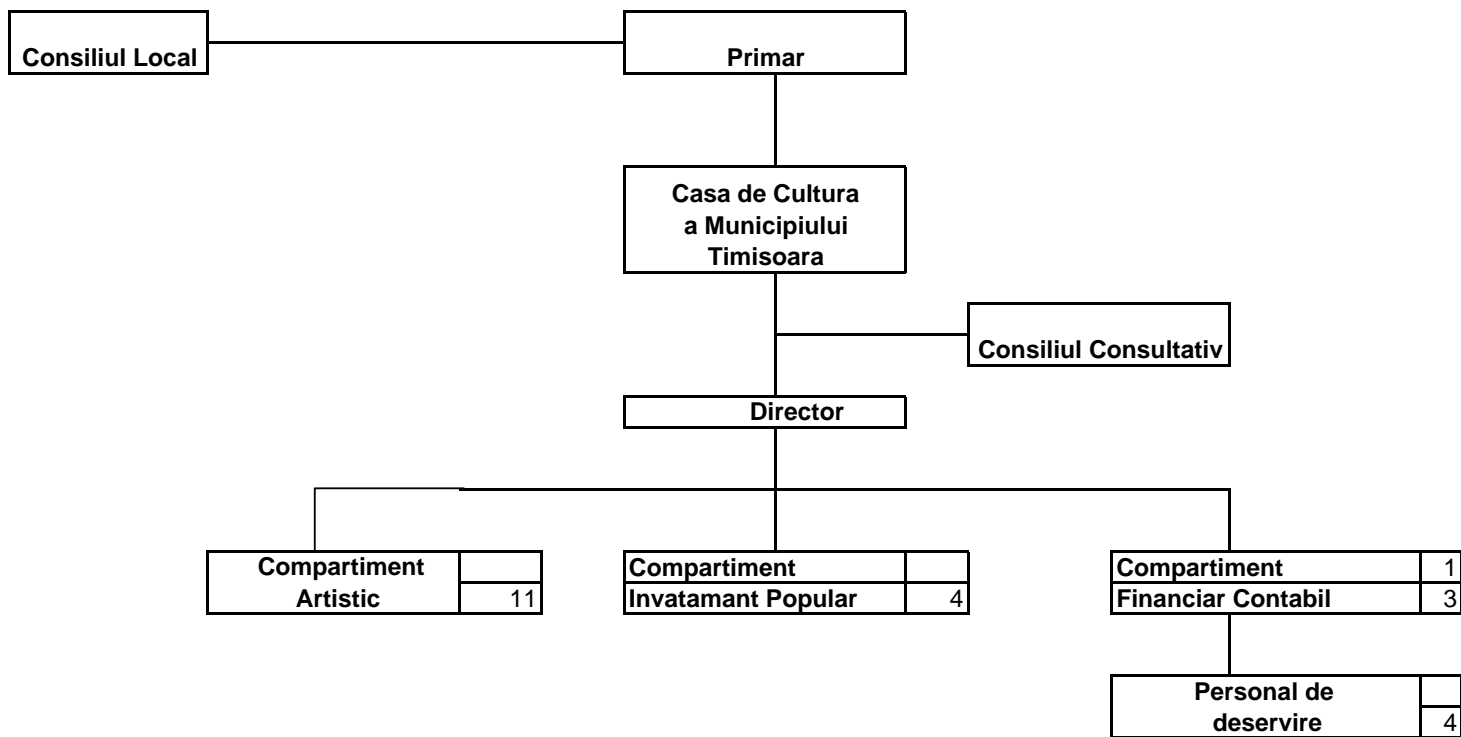 Consiliul Local
Primar
Casa de Cultura
a Municipiului
Timisoara
Consiliul Consultativ
Director
Compartiment
Artistic 11
Compartiment
Invatamant Popular 4
Compartiment 1
Financiar Contabil 3
Personal de
deservire 4